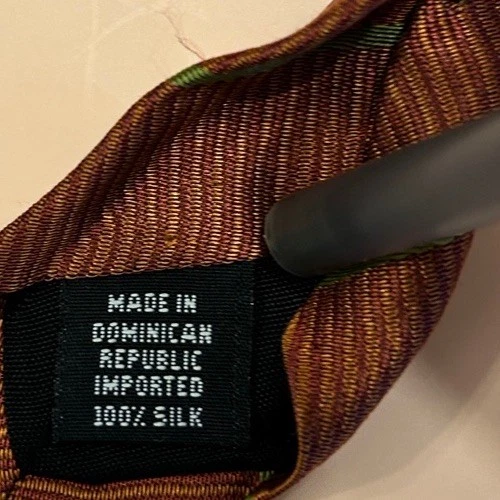 MADE IN
DOMINICAN
REPUBLIC
IMPORTED
100% SILK